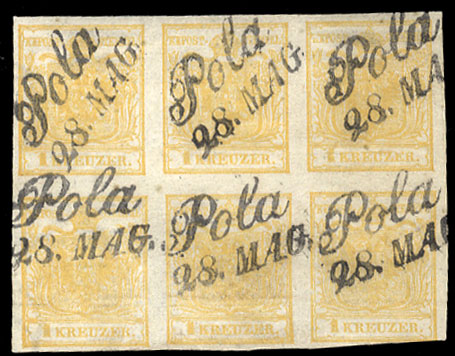 Pola Pola Pola
28. MAG. 28. MAG. 28. MA
1 KREUZER. 1 KREUZER. 1 KREUZER.
Pola Pola Pola
28. MAG. 28. MAG. 28. MAG
1 KREUZER. 1 KREUZER. 1 KREUZER.